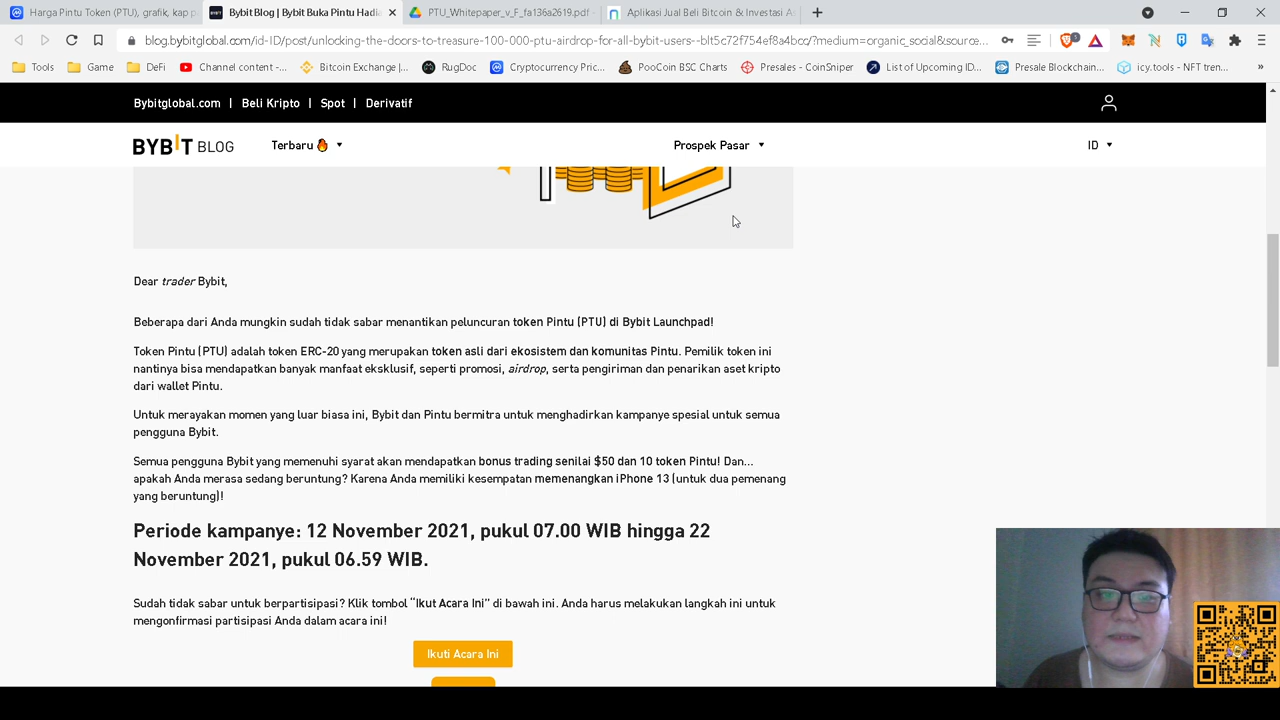 Harga Pintu Token (PTU), grafik, kap p
Bybit Blog | Bybit Buka Pintu Hadia
PTU_Whitepaper_v_F_fa136a2619.pdf
Aplikasi Jual Beli Bitcoin & Investasi As
blog.bybitglobal.com/id-ID/post/unlocking-the-doors-to-treasure-100-000-ptu-airdrop-for-all-bybit-users--blt5c72f754ef8a4bcc/?medium=organic_social&source...
Tools
Game
DeFi
Channel content -...
Bitcoin Exchange |...
RugDoc
Cryptocurrency Pric...
PooCoin BSC Charts
Presales - CoinSniper
List of Upcoming ID...
Presale Blockchain...
icy.tools - NFT tren...
»
Bybitglobal.com | Beli Kripto | Spot | Derivatif
BYBIT BLOG
Terbaru
Prospek Pasar
ID
Dear trader Bybit,
Beberapa dari Anda mungkin sudah tidak sabar menantikan peluncuran token Pintu (PTU) di Bybit Launchpad!
Token Pintu (PTU) adalah token ERC-20 yang merupakan token asli dari ekosistem dan komunitas Pintu. Pemilik token ini
nantinya bisa mendapatkan banyak manfaat eksklusif, seperti promosi, airdrop, serta pengiriman dan penarikan aset kripto
dari wallet Pintu.
Untuk merayakan momen yang luar biasa ini, Bybit dan Pintu bermitra untuk menghadirkan kampanye spesial untuk semua
pengguna Bybit.
Semua pengguna Bybit yang memenuhi syarat akan mendapatkan bonus trading senilai $50 dan 10 token Pintu! Dan...
apakah Anda merasa sedang beruntung? Karena Anda memiliki kesempatan memenangkan iPhone 13 (untuk dua pemenang
yang beruntung)!
Periode kampanye: 12 November 2021, pukul 07.00 WIB hingga 22
November 2021, pukul 06.59 WIB.
Sudah tidak sabar untuk berpartisipasi? Klik tombol "Ikut Acara Ini" di bawah ini. Anda harus melakukan langkah ini untuk
mengonfirmasi partisipasi Anda dalam acara ini!
Ikuti Acara Ini